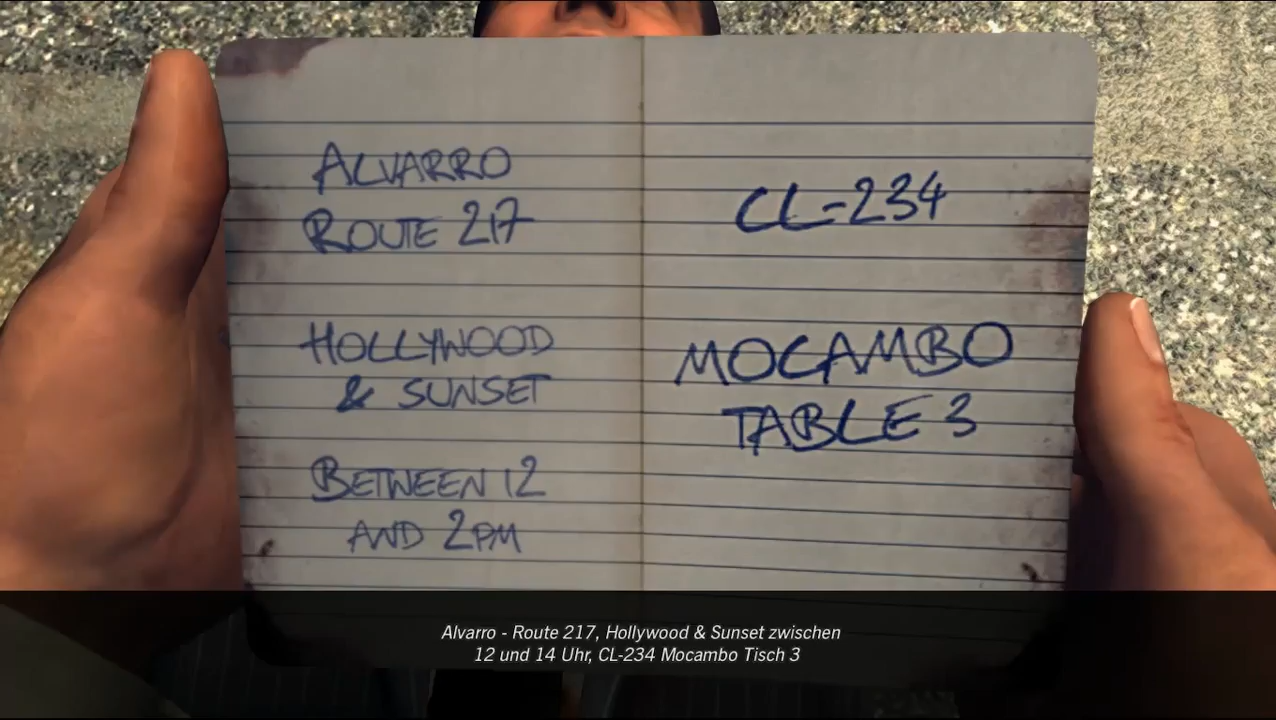 ALVARRO
ROUTE 217
HOLLYWOOD
& SUNSET
BETWEEN 12
AND 2PM
CL-234
MOCAMBO
TABLE 3
Alvarro - Route 217, Hollywood & Sunset zwischen
12 und 14 Uhr, CL-234 Mocambo Tisch 3